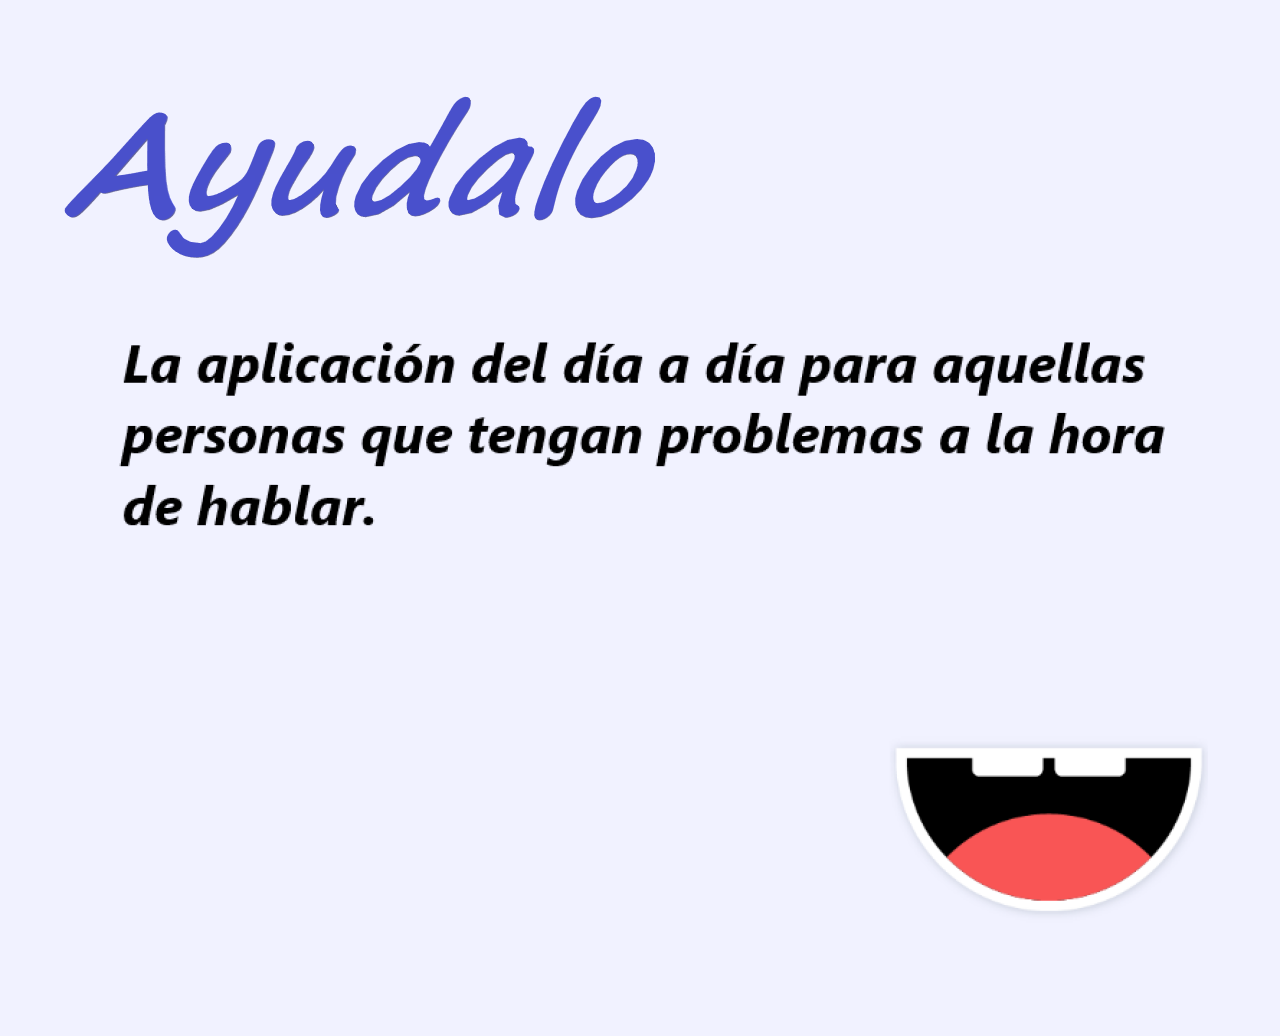 Ayudalo
La aplicación del día a día para aquellas
personas que tengan problemas a la hora
de hablar.